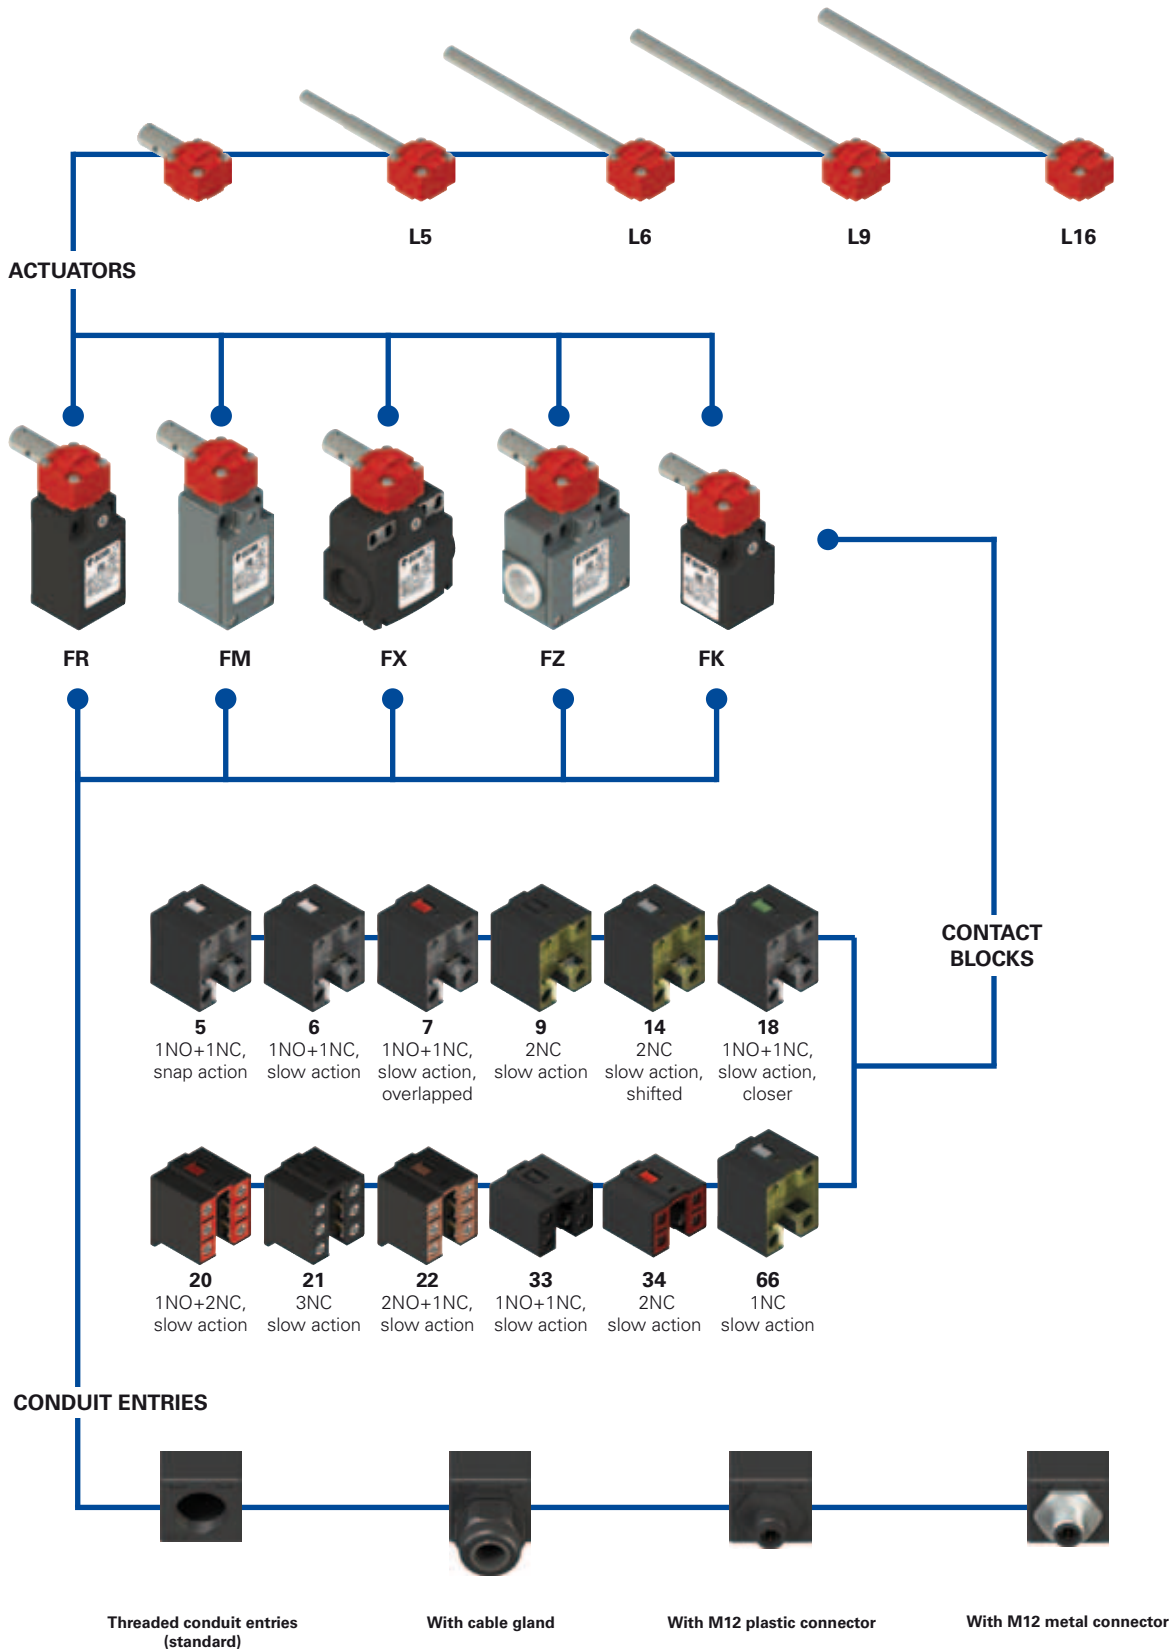 L5
L6
L9
L16
ACTUATORS
FR
FM
FX
FZ
FK
CONTACT
BLOCKS
5
1NO+1NC,
snap action
6
1NO+1NC,
slow action
7
1NO+1NC,
slow action,
overlapped
9
2NC
slow action
14
2NC
slow action,
shifted
18
1NO+1NC,
slow action,
closer
20
1NO+2NC,
slow action
21
3NC
slow action
22
2NO+1NC,
slow action
33
1NO+1NC,
slow action
34
2NC
slow action
66
1NC
slow action
CONDUIT ENTRIES
Threaded conduit entries
(standard)
With cable gland
With M12 plastic connector
With M12 metal connector